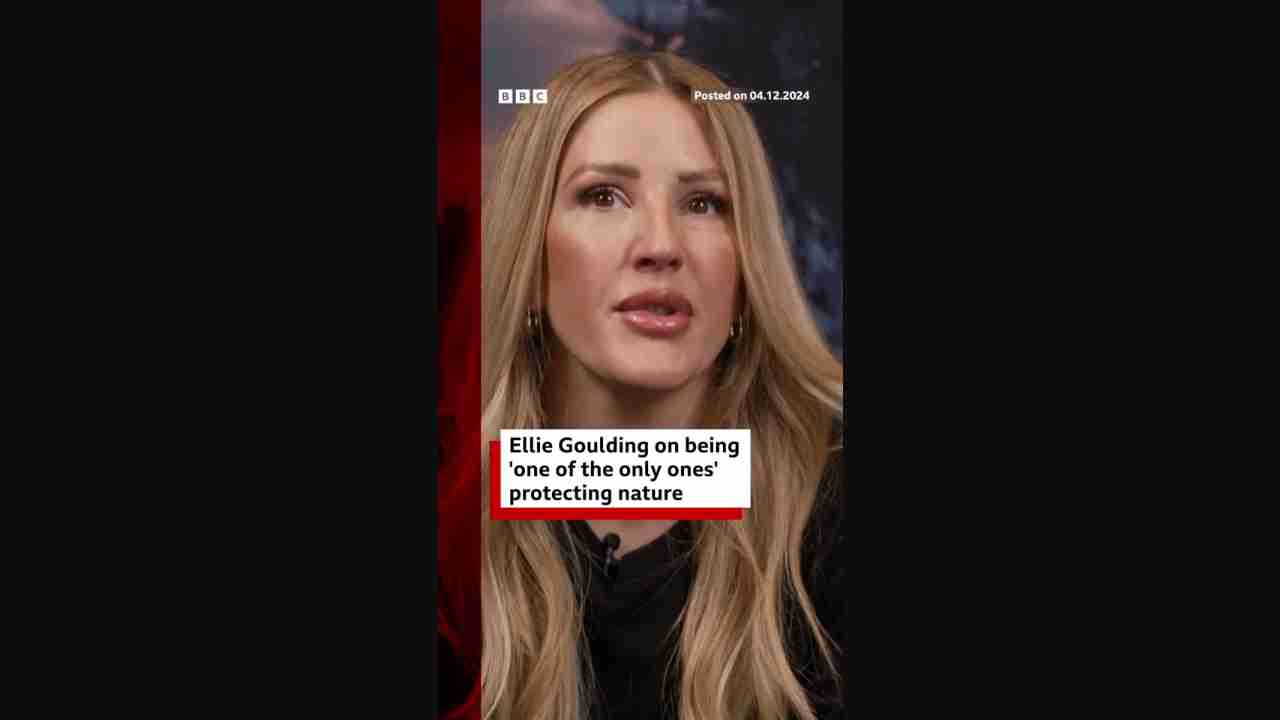 BBC
Posted on 04.12.2024
Ellie Goulding on being
'one of the only ones'
protecting nature